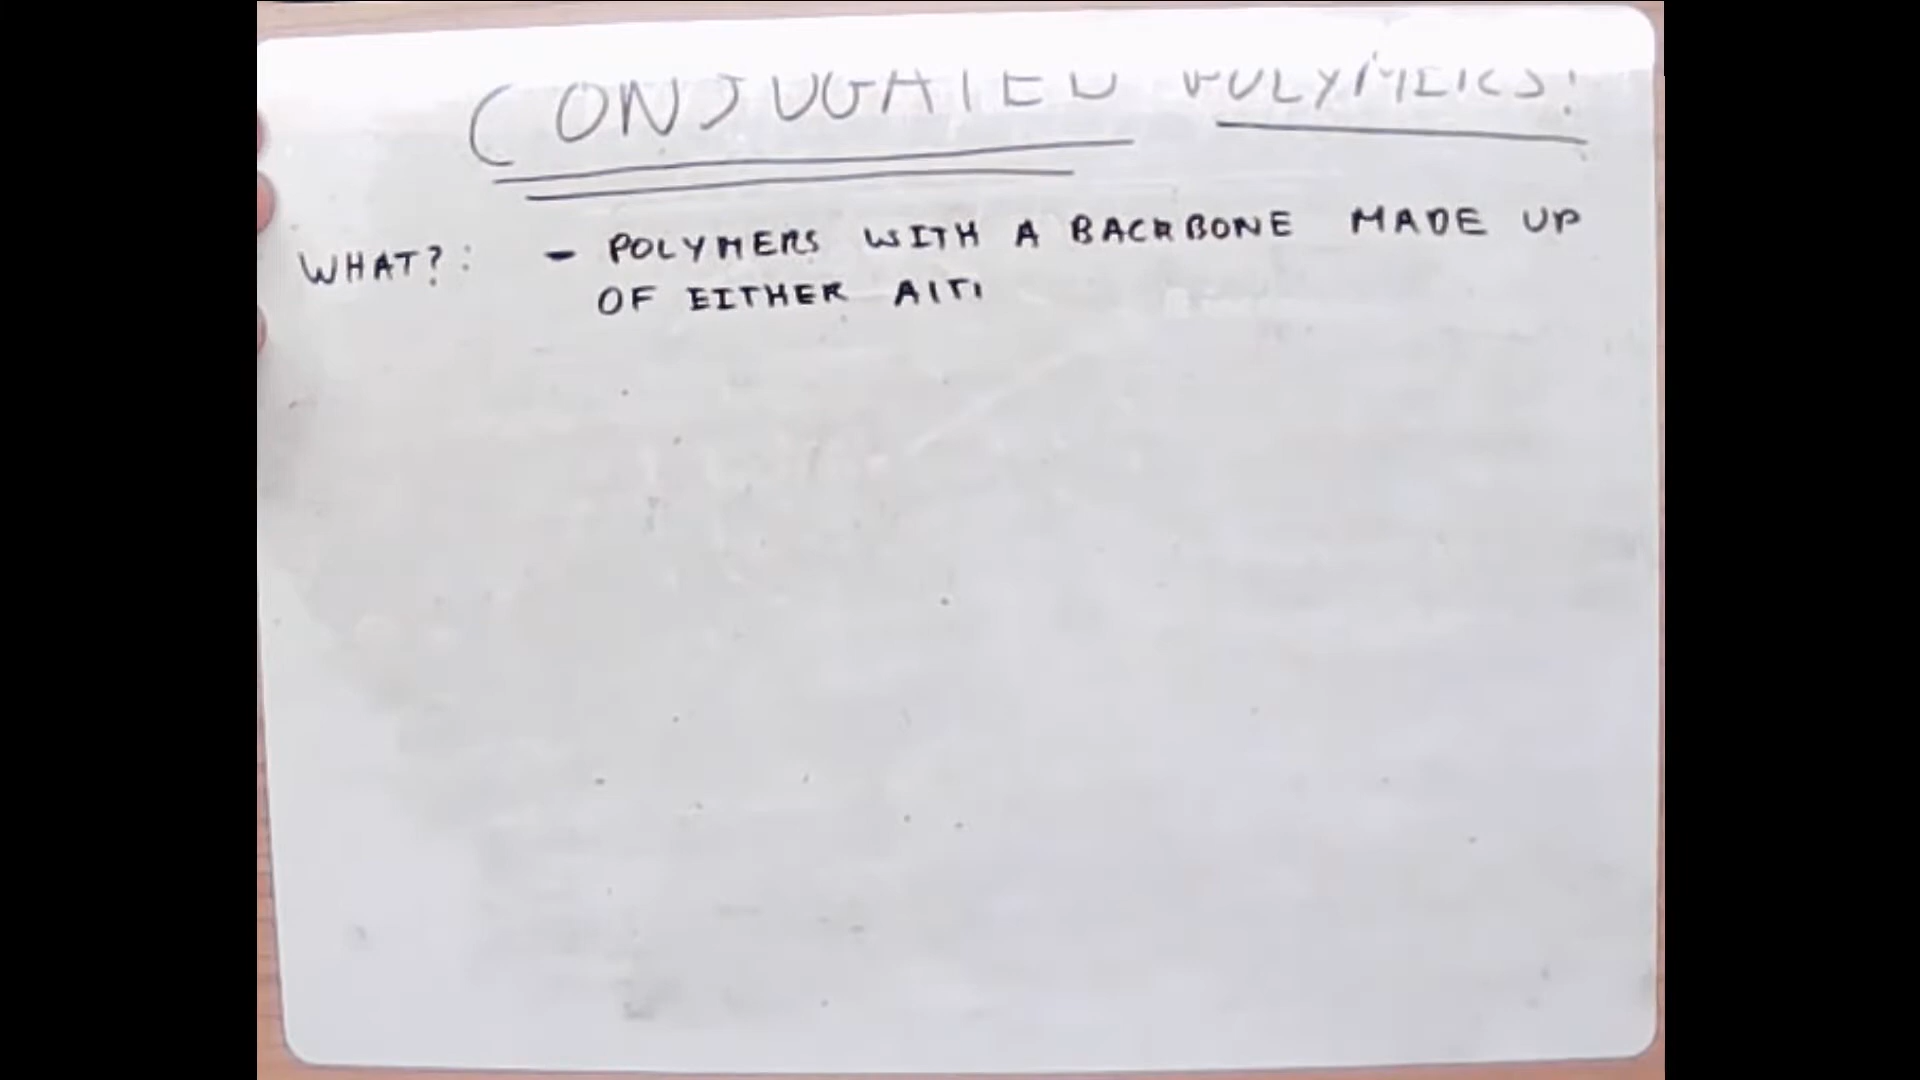 CONJUGATED POLYMERS!
WHAT?: - POLYMERS WITH A BACKBONE MADE UP
OF EITHER